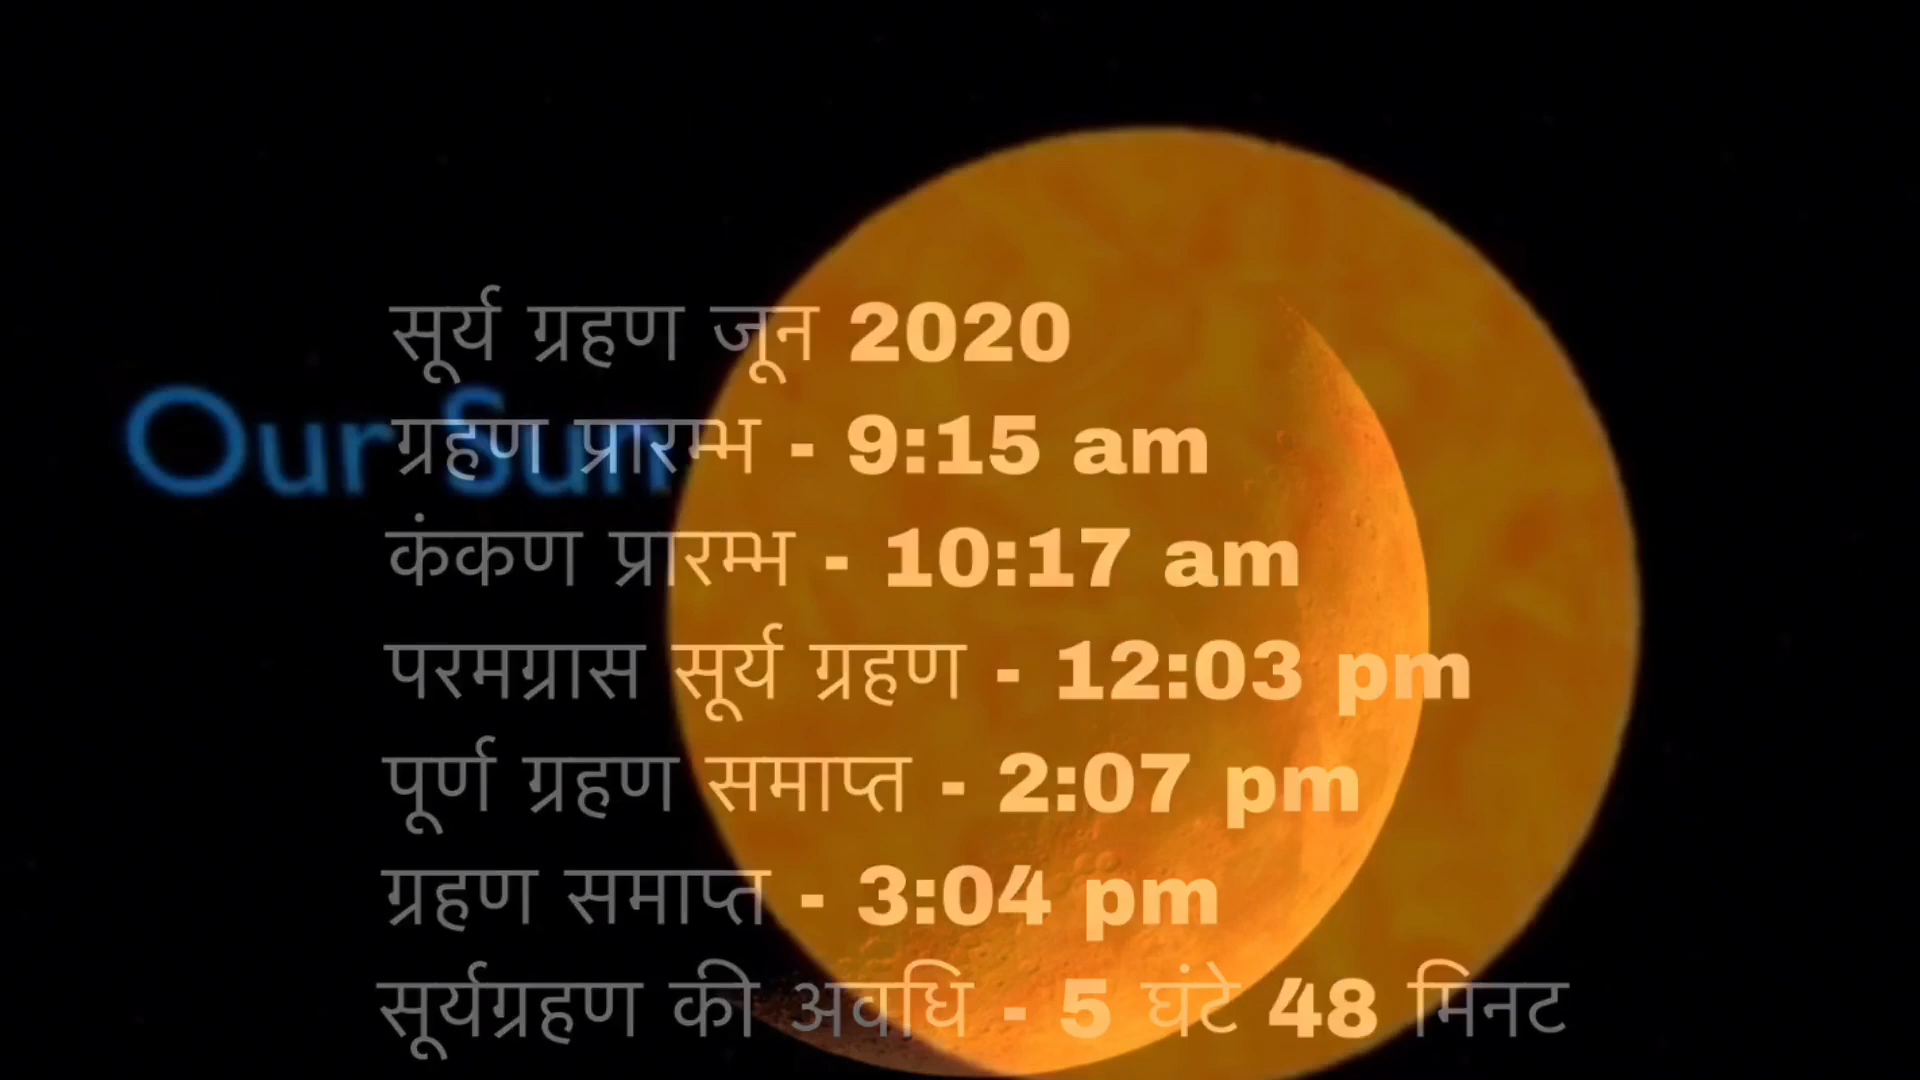 सूर्य ग्रहण जून 2020
Our Sun
ग्रहण प्रारम्भ - 9:15 am
कंकण प्रारम्भ - 10:17 am
परमग्रास सूर्य ग्रहण - 12:03 pm
पूर्ण ग्रहण समाप्त - 2:07 pm
ग्रहण समाप्त - 3:04 pm
सूर्यग्रहण की अवधि - 5 घंटे 48 मिनट